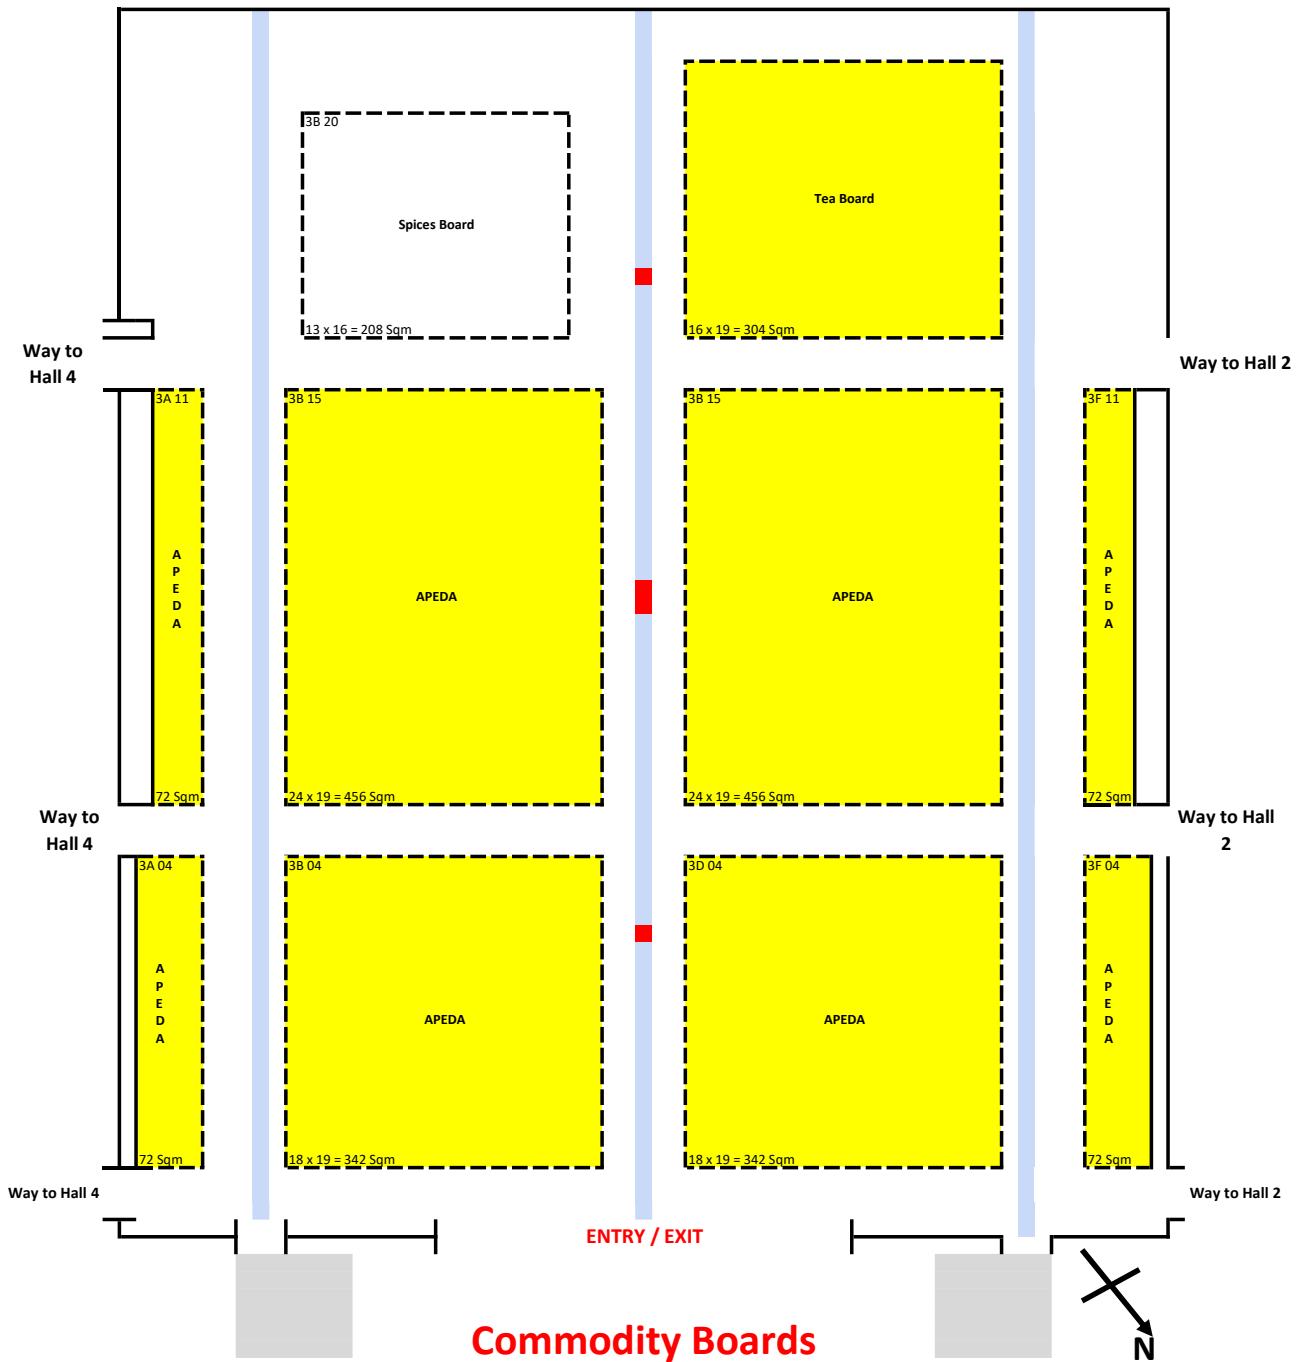 3B 20
Spices Board
13 x 16 = 208 Sqm
Tea Board
16 x 19 = 304 Sqm
Way to
Hall 4
Way to Hall 2
3A 11
A
P
E
D
A
72 Sqm
3B 15
APEDA
24 x 19 = 456 Sqm
3B 15
APEDA
24 x 19 = 456 Sqm
3F 11
A
P
E
D
A
72 Sqm
Way to
Hall 4
Way to Hall
2
3A 04
A
P
E
D
A
72 Sqm
3B 04
APEDA
18 x 19 = 342 Sqm
3D 04
APEDA
18 x 19 = 342 Sqm
3F 04
A
P
E
D
A
72 Sqm
Way to Hall 4
Way to Hall 2
ENTRY / EXIT
Commodity Boards
N